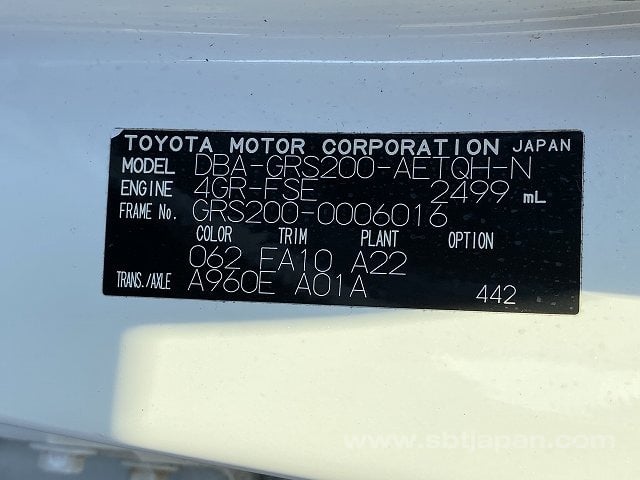 TOYOTA MOTOR CORPORATION JAPAN
MODEL DBA-GRS200-AETQH-N
ENGINE 4GR-FSE 2499 mL
FRAME No. GRS200-0006016
COLOR TRIM PLANT OPTION
062 FA10 A22
TRANS./AXLE A960E A01A 442
www.sbtjapan.com